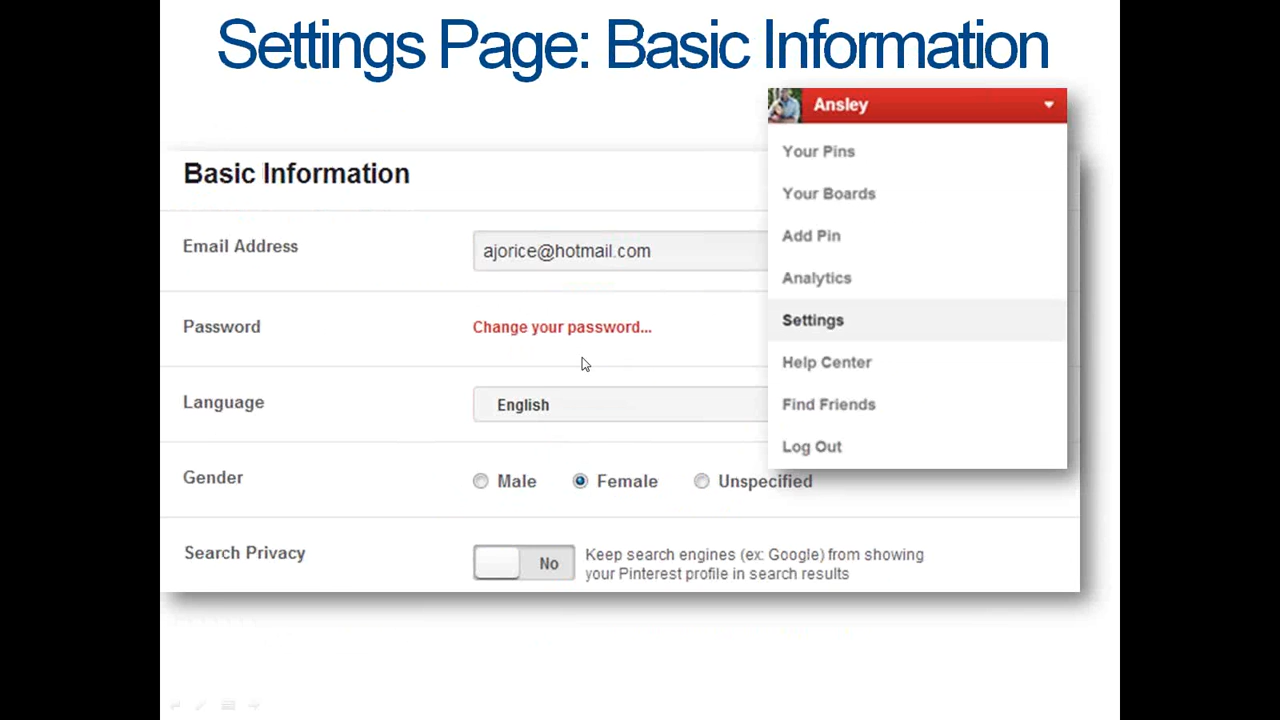 Settings Page: Basic Information
Ansley
Your Pins
Your Boards
Add Pin
Analytics
Settings
Help Center
Find Friends
Log Out
Basic Information
Email Address
ajorice@hotmail.com
Password
Change your password...
Language
English
Gender
Male
Female
Unspecified
Search Privacy
No
Keep search engines (ex: Google) from showing
your Pinterest profile in search results